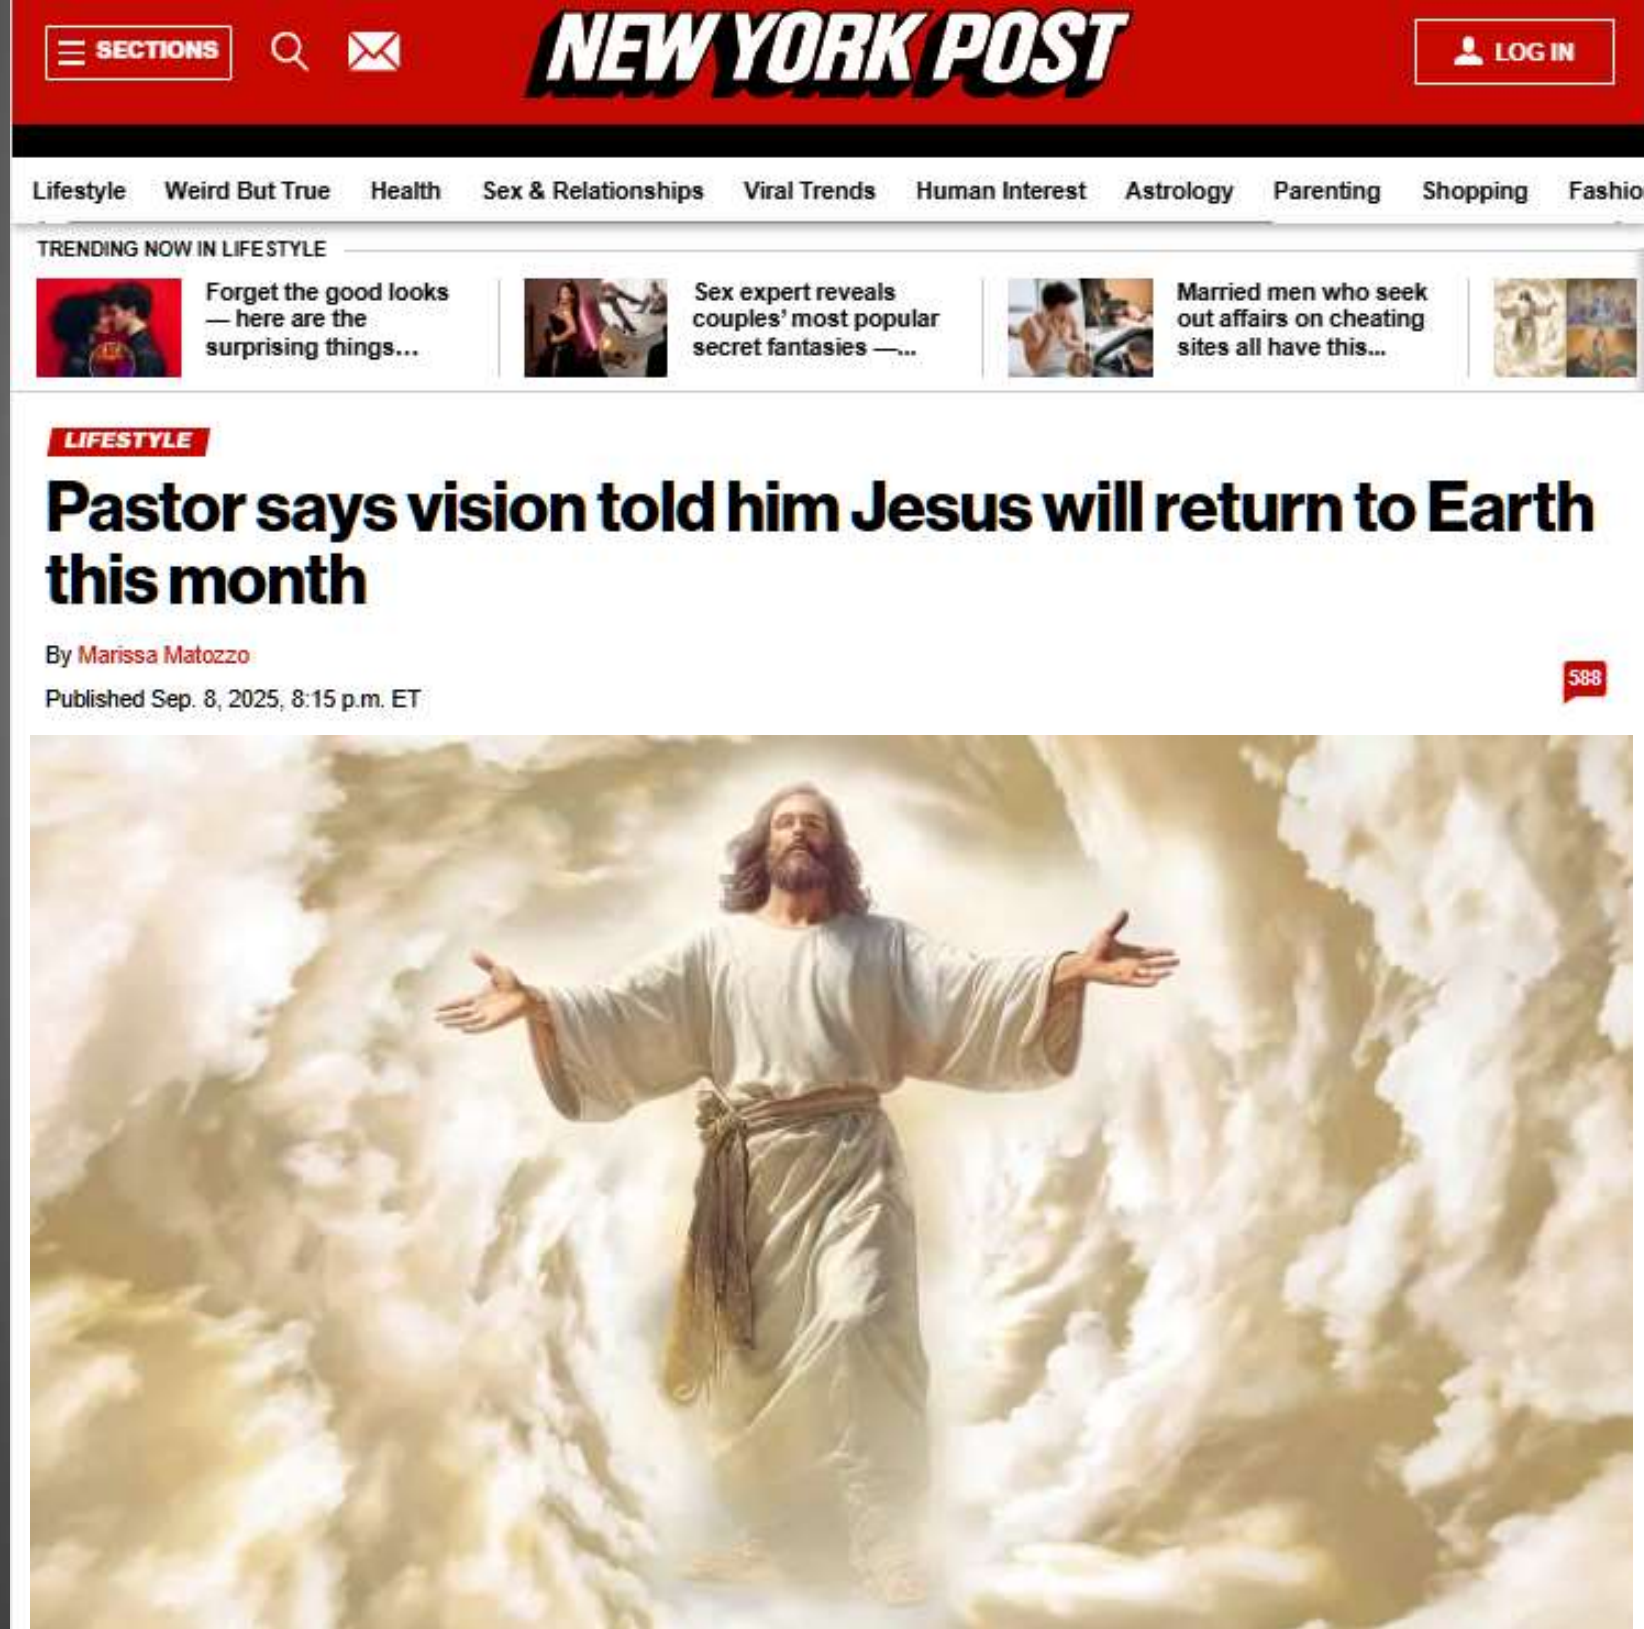 SECTIONS
NEW YORK POST
LOG IN
Lifestyle Weird But True Health Sex & Relationships Viral Trends Human Interest Astrology Parenting Shopping Fashio
TRENDING NOW IN LIFESTYLE
Forget the good looks
— here are the
surprising things...
Sex expert reveals
couples' most popular
secret fantasies —...
Married men who seek
out affairs on cheating
sites all have this...
LIFESTYLE
Pastor says vision told him Jesus will return to Earth
this month
By Marissa Matozzo
588
Published Sep. 8, 2025, 8:15 p.m. ET